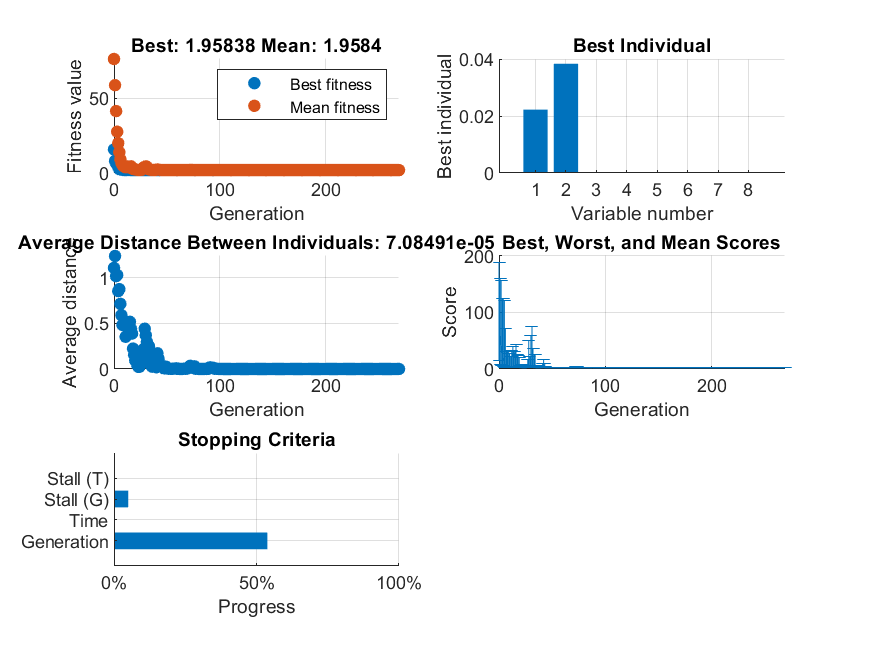 Best: 1.95838 Mean: 1.9584
Fitness value
50
0
Best fitness
Mean fitness
0
100
200
Generation
Best Individual
Best individual
0.04
0.02
0
1 2 3 4 5 6 7 8
Variable number
Average Distance Between Individuals: 7.08491e-05
Average distance
1
0.5
0
0
100
200
Generation
Best, Worst, and Mean Scores
Score
200
100
0
0
100
200
Generation
Stopping Criteria
Stall (T)
Stall (G)
Time
Generation
0%
50%
100%
Progress